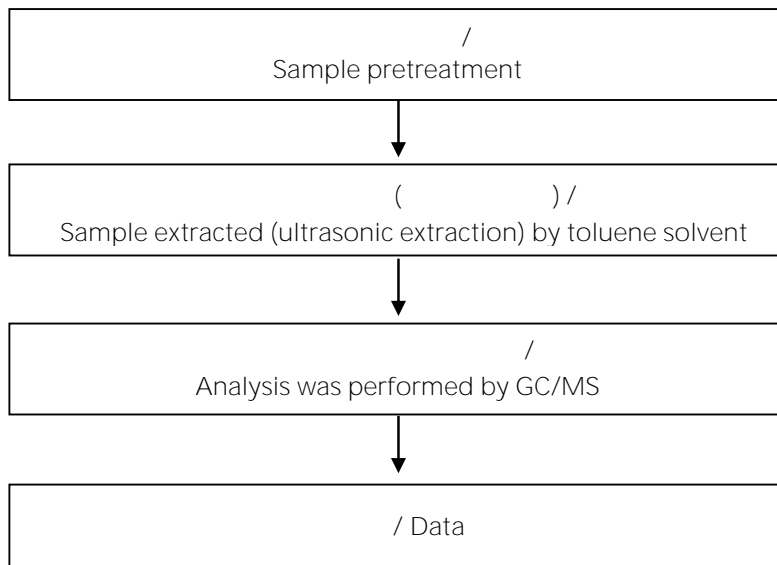 /
Sample pretreatment
( ) /
Sample extracted (ultrasonic extraction) by toluene solvent
/
Analysis was performed by GC/MS
/ Data